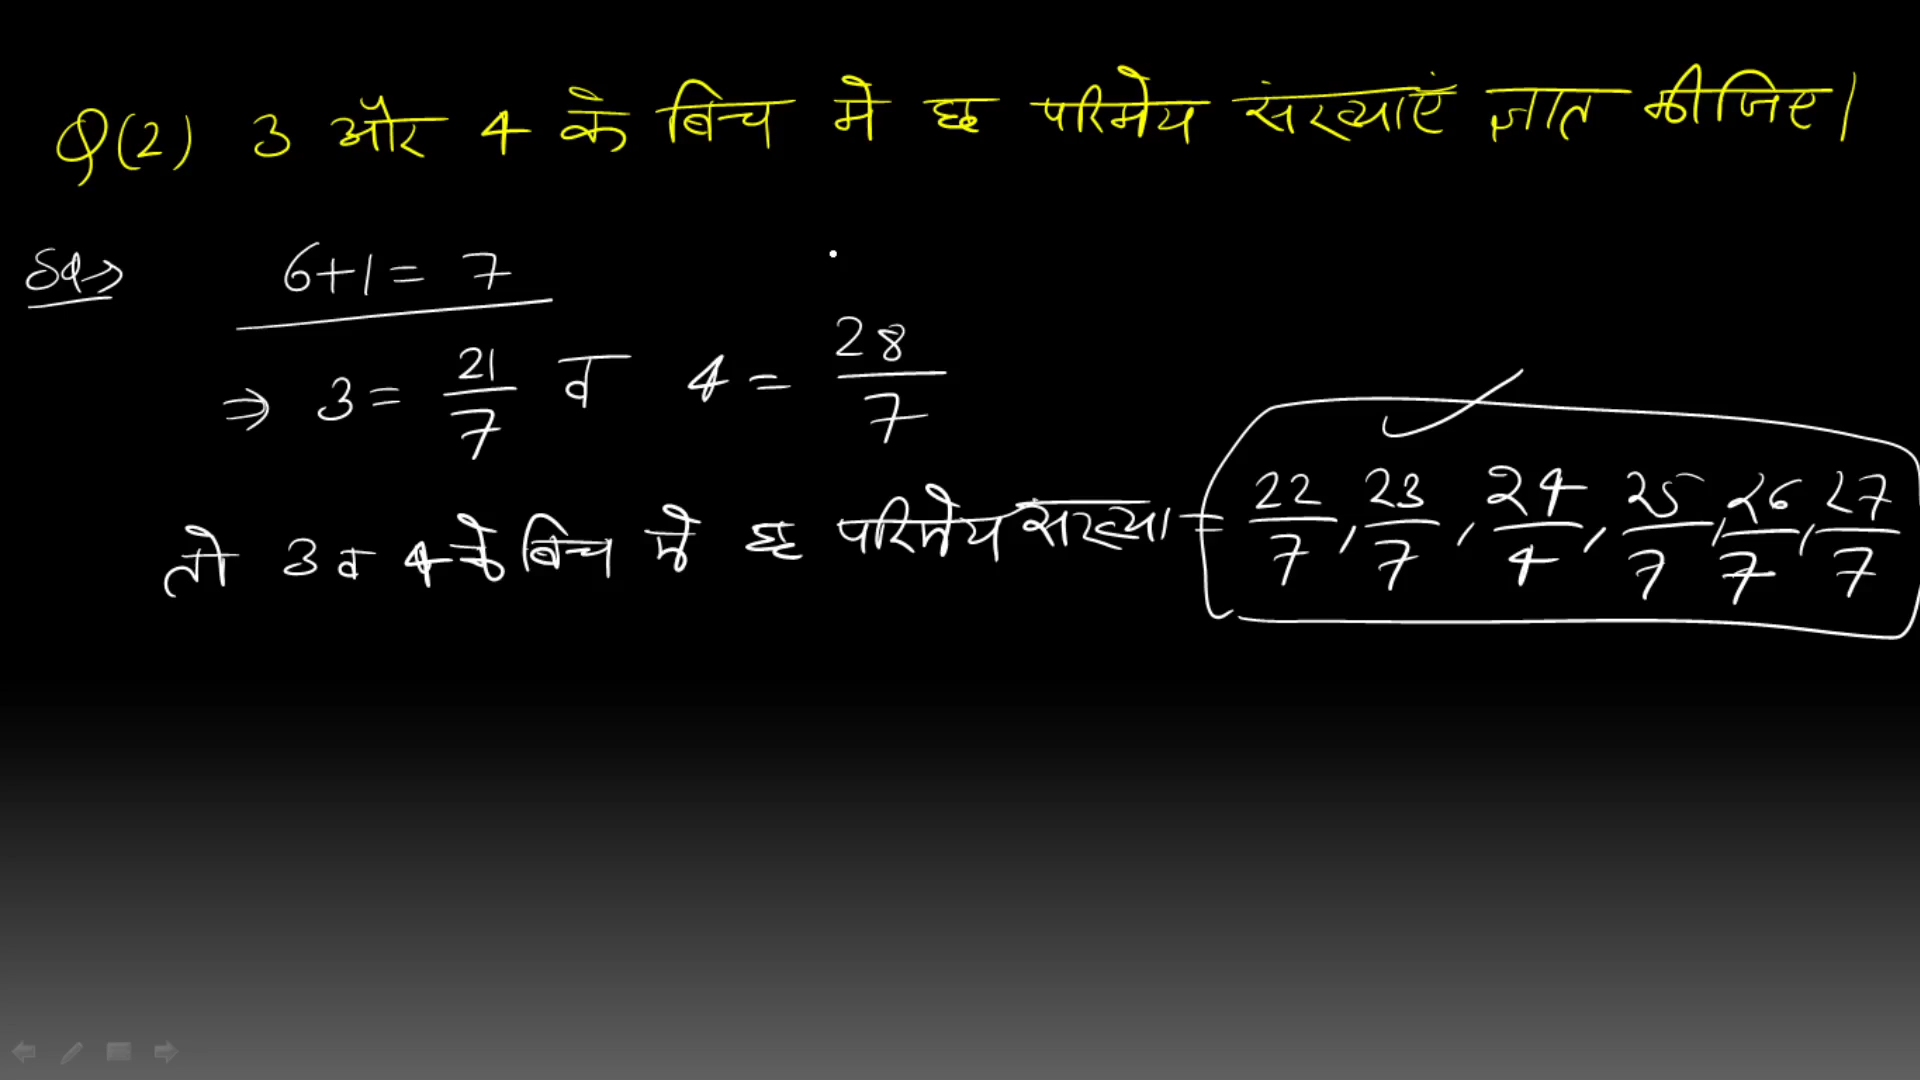 Q(2) 3 और 4 के बिच मे छ परिमेय संख्याएं ज्ञात कीजिए।
Sol→ 6+1 = 7
⇒ 3 = 21/7 व 4 = 28/7
तो 3 व 4 के बिच मे छ परिमेय संख्या = 22/7, 23/7, 24/4, 25/7, 26/7, 27/7